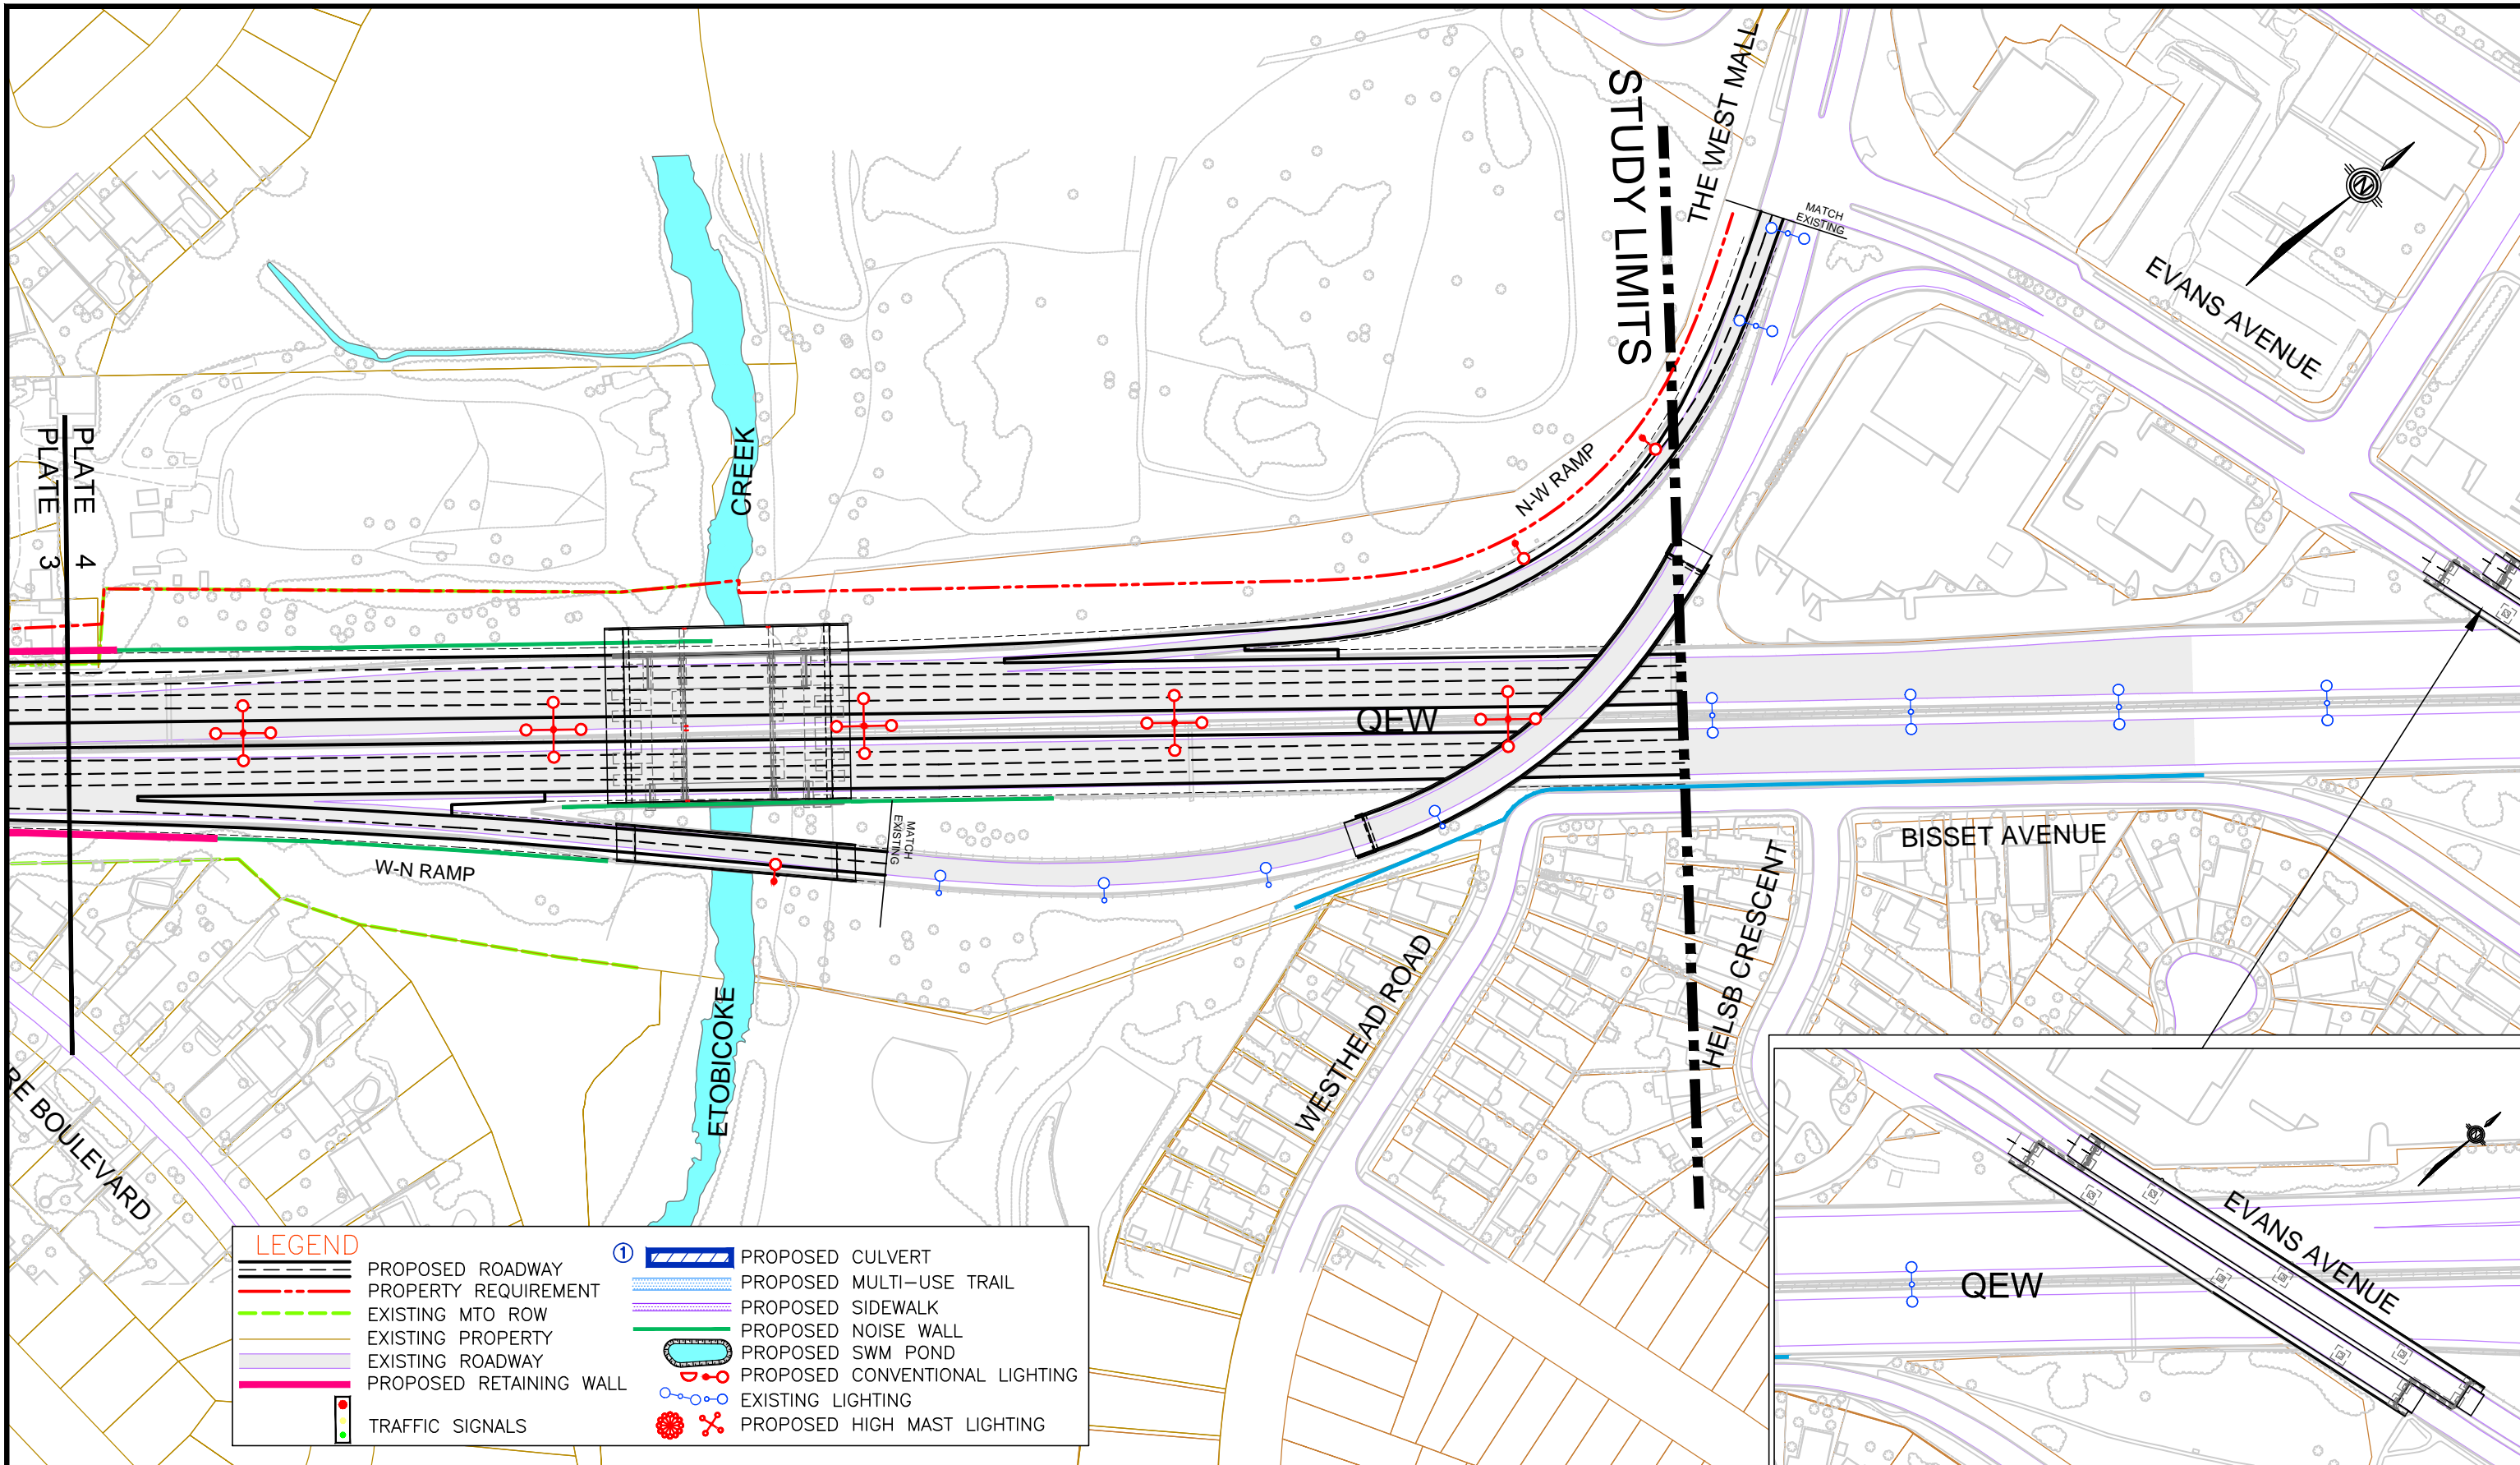 STUDY LIMITS
THE WEST MALL
MATCH
EXISTING
N
EVANS AVENUE
PLATE 4
PLATE 3
CREEK
N-W RAMP
QEW
MATCH
EXISTING
W-N RAMP
BISSET AVENUE
HELSB CRESCENT
WESTHEAD ROAD
ETOBICOKE
RE BOULEVARD
LEGEND
PROPOSED ROADWAY
PROPERTY REQUIREMENT
EXISTING MTO ROW
EXISTING PROPERTY
EXISTING ROADWAY
PROPOSED RETAINING WALL
TRAFFIC SIGNALS
1 PROPOSED CULVERT
PROPOSED MULTI-USE TRAIL
PROPOSED SIDEWALK
PROPOSED NOISE WALL
PROPOSED SWM POND
PROPOSED CONVENTIONAL LIGHTING
EXISTING LIGHTING
PROPOSED HIGH MAST LIGHTING
N
EVANS AVENUE
QEW